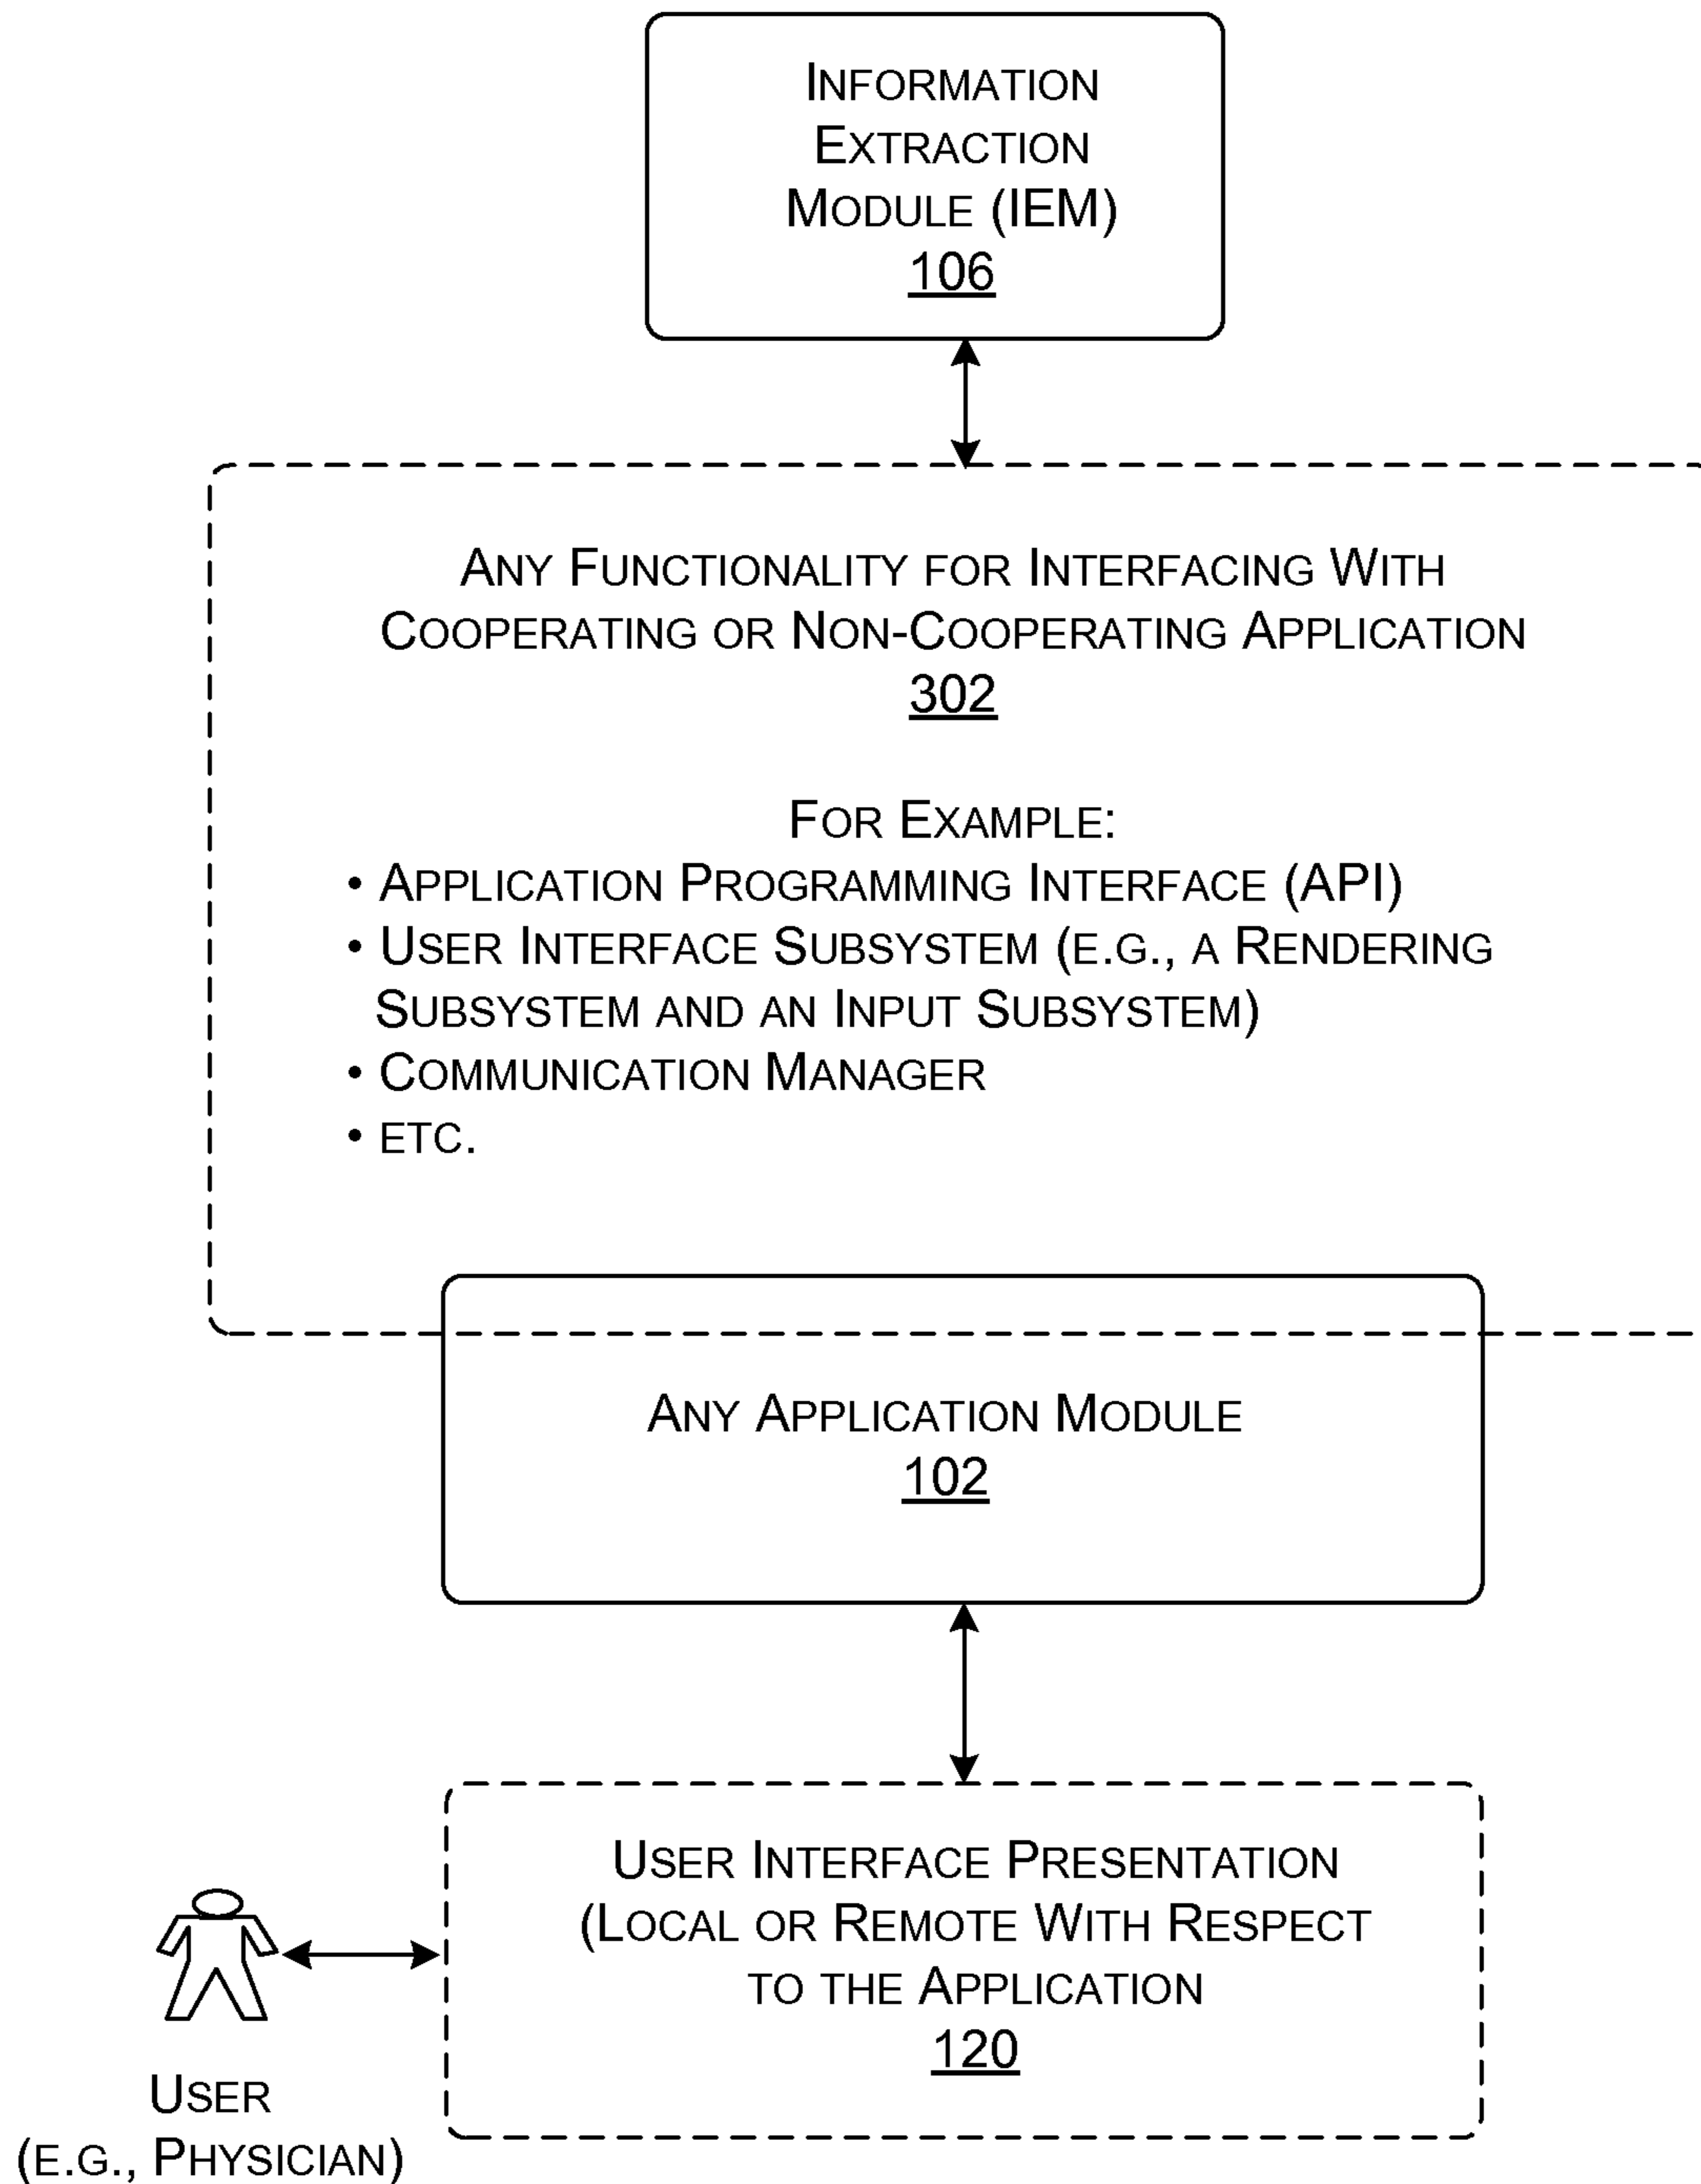 INFORMATION
EXTRACTION
MODULE (IEM)
106
ANY FUNCTIONALITY FOR INTERFACING WITH
COOPERATING OR NON-COOPERATING APPLICATION
302
FOR EXAMPLE:
• APPLICATION PROGRAMMING INTERFACE (API)
• USER INTERFACE SUBSYSTEM (E.G., A RENDERING
SUBSYSTEM AND AN INPUT SUBSYSTEM)
• COMMUNICATION MANAGER
• ETC.
ANY APPLICATION MODULE
102
USER INTERFACE PRESENTATION
(LOCAL OR REMOTE WITH RESPECT
TO THE APPLICATION
120
USER
(E.G., PHYSICIAN)